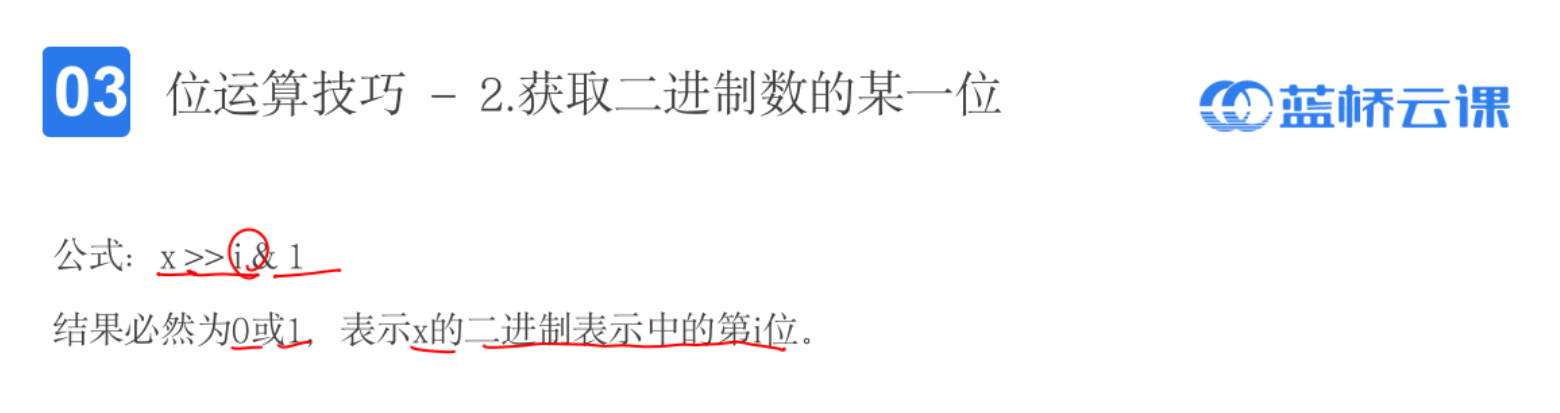 03 位运算技巧 – 2.获取二进制数的某一位
蓝桥云课
公式：x >> i & 1
结果必然为0或1，表示x的二进制表示中的第i位。